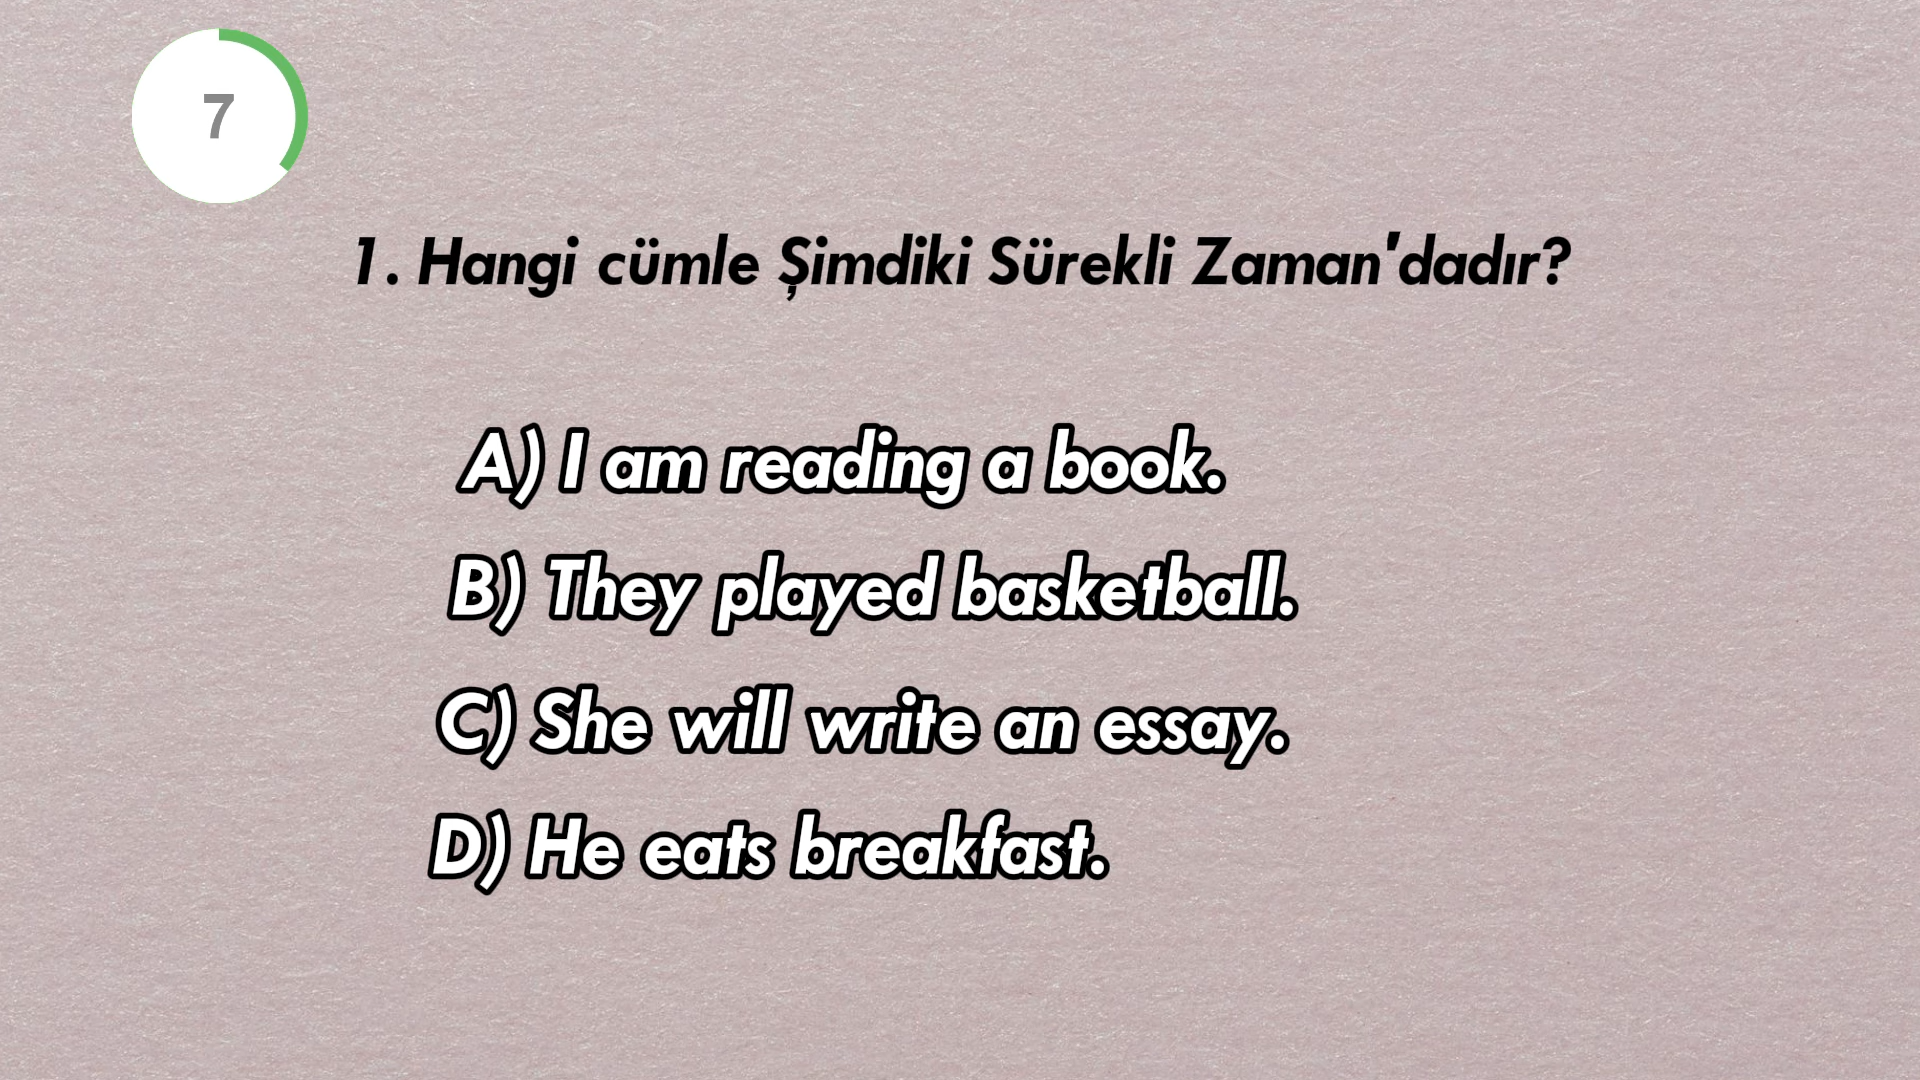 7
1. Hangi cümle Şimdiki Sürekli Zaman'dadır?
A) I am reading a book.
B) They played basketball.
C) She will write an essay.
D) He eats breakfast.